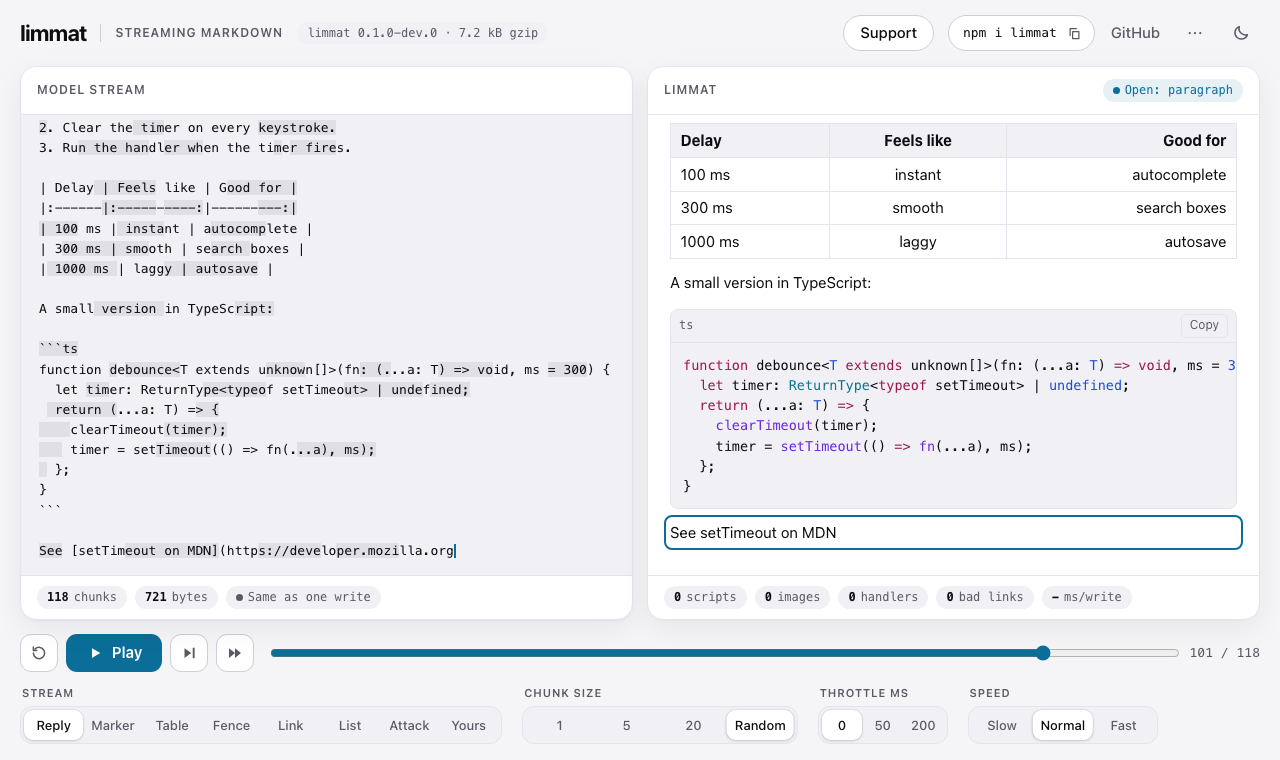 limmat
STREAMING MARKDOWN
limmat 0.1.0-dev.0 · 7.2 kB gzip
Support
npm i limmat
GitHub
MODEL STREAM
2. Clear the timer on every keystroke.
3. Run the handler when the timer fires.
| Delay | Feels like | Good for |
|:------|:----------:|---------:|
| 100 ms | instant | autocomplete |
| 300 ms | smooth | search boxes |
| 1000 ms | laggy | autosave |
A small version in TypeScript:
```ts
function debounce<T extends unknown[]>(fn: (...a: T) => void, ms = 300) {
  let timer: ReturnType<typeof setTimeout> | undefined;
  return (...a: T) => {
    clearTimeout(timer);
    timer = setTimeout(() => fn(...a), ms);
  };
}
```
See [setTimeout on MDN](https://developer.mozilla.org
118 chunks
721 bytes
Same as one write
LIMMAT
Open: paragraph
Delay Feels like Good for
100 ms instant autocomplete
300 ms smooth search boxes
1000 ms laggy autosave
A small version in TypeScript:
ts
Copy
function debounce<T extends unknown[]>(fn: (...a: T) => void, ms = 3
  let timer: ReturnType<typeof setTimeout> | undefined;
  return (...a: T) => {
    clearTimeout(timer);
    timer = setTimeout(() => fn(...a), ms);
  };
}
See setTimeout on MDN
0 scripts
0 images
0 handlers
0 bad links
– ms/write
Play
101 / 118
STREAM
Reply Marker Table Fence Link List Attack Yours
CHUNK SIZE
1 5 20 Random
THROTTLE MS
0 50 200
SPEED
Slow Normal Fast